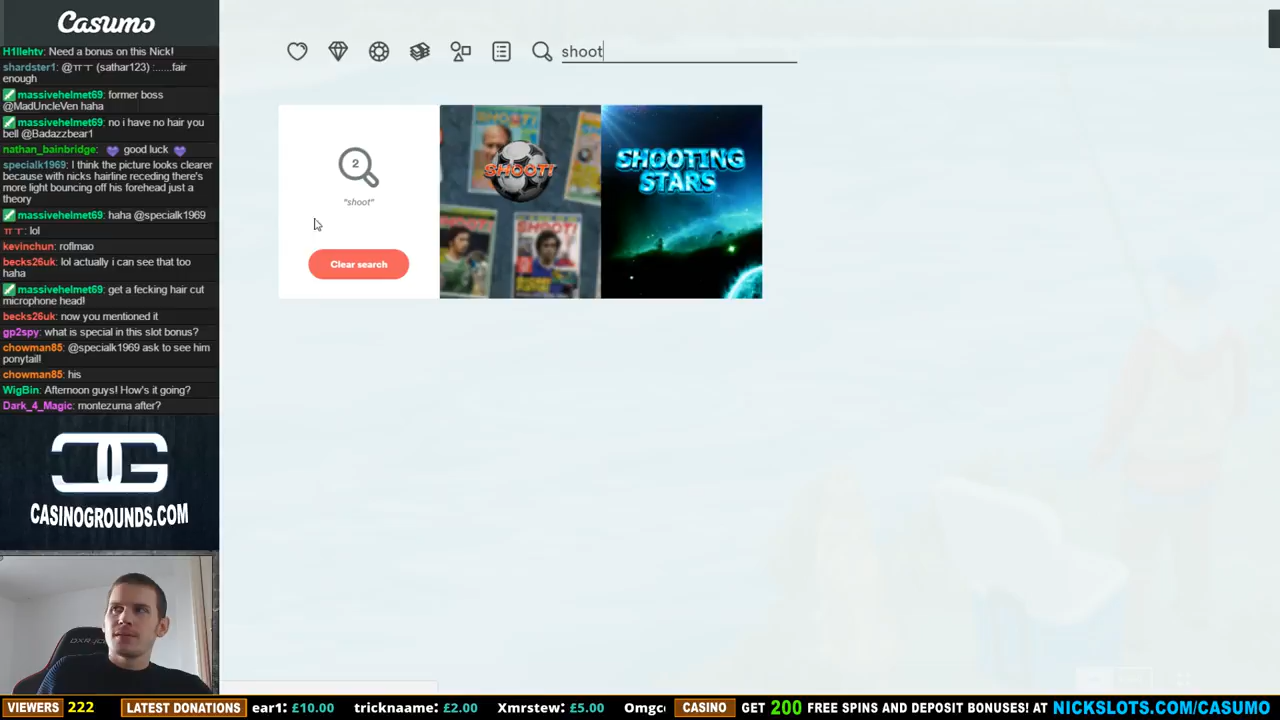 Casumo
H1llehtv: Need a bonus on this Nick!
shardster1: @ㅠㅜ (sathar123) :......fair
enough
massivehelmet69: former boss
@MadUncleVen haha
massivehelmet69: no i have no hair you
bell @Badazzbear1
nathan_bainbridge: 💜 good luck 💜
specialk1969: I think the picture looks clearer
because with nicks hairline receding there's
more light bouncing off his forehead just a
theory
massivehelmet69: haha @specialk1969
ㅠㅜ: lol
kevinchun: roflmao
becks26uk: lol actually i can see that too
haha
massivehelmet69: get a fecking hair cut
microphone head!
becks26uk: now you mentioned it
gp2spy: what is special in this slot bonus?
chowman85: @specialk1969 ask to see him
ponytail!
chowman85: his
WigBin: Afternoon guys! How's it going?
Dark_4_Magic: montezuma after?
shoot
2
"shoot"
Clear search
SHOOT!
SHOOT!
SHOOTING
STARS
CASINOGROUNDS.COM
VIEWERS 222 LATEST DONATIONS ear1: £10.00 tricknaame: £2.00 Xmrstew: £5.00 Omgc CASINO GET 200 FREE SPINS AND DEPOSIT BONUSES! AT NICKSLOTS.COM/CASUMO